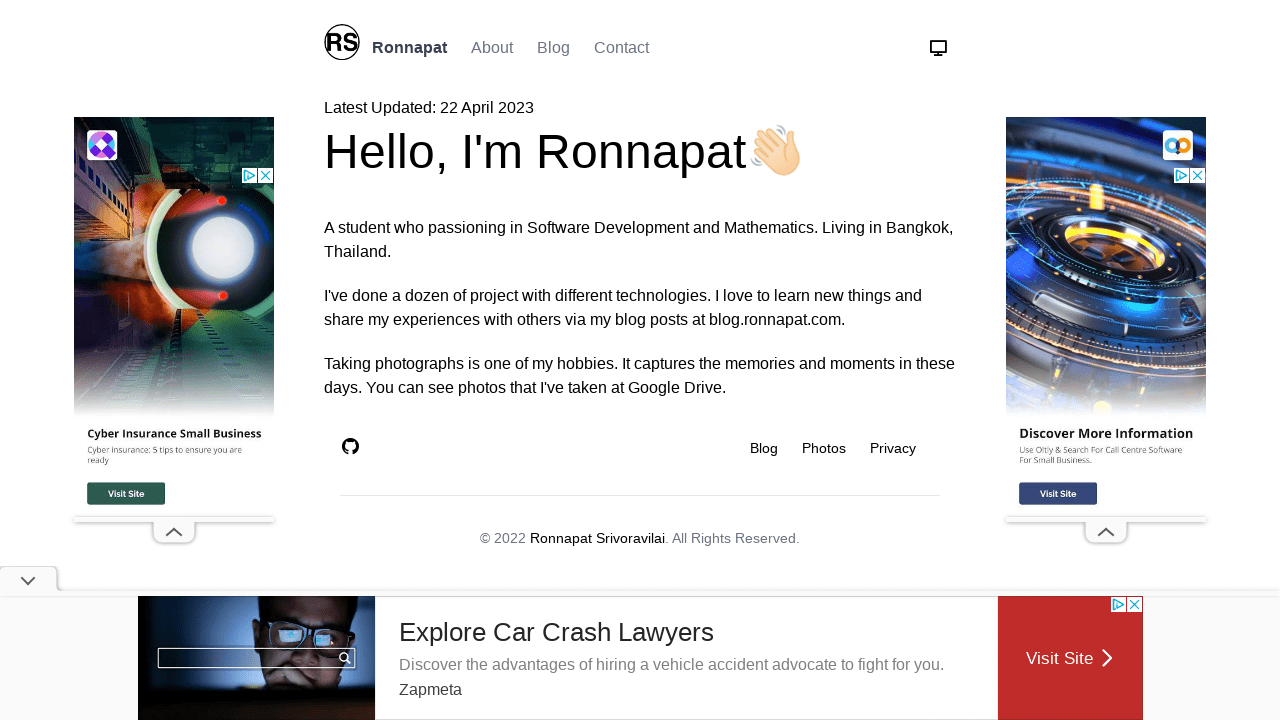 RS Ronnapat About Blog Contact
Latest Updated: 22 April 2023
Hello, I'm Ronnapat
A student who passioning in Software Development and Mathematics. Living in Bangkok,
Thailand.
I've done a dozen of project with different technologies. I love to learn new things and
share my experiences with others via my blog posts at blog.ronnapat.com.
Taking photographs is one of my hobbies. It captures the memories and moments in these
days. You can see photos that I've taken at Google Drive.
Blog Photos Privacy
© 2022 Ronnapat Srivoravilai. All Rights Reserved.
Cyber Insurance Small Business
Cyber Insurance: 5 tips to ensure you are
ready
Visit Site
Discover More Information
Use Oltiy & Search For Call Centre Software
For Small Business.
Visit Site
Explore Car Crash Lawyers
Discover the advantages of hiring a vehicle accident advocate to fight for you.
Zapmeta
Visit Site